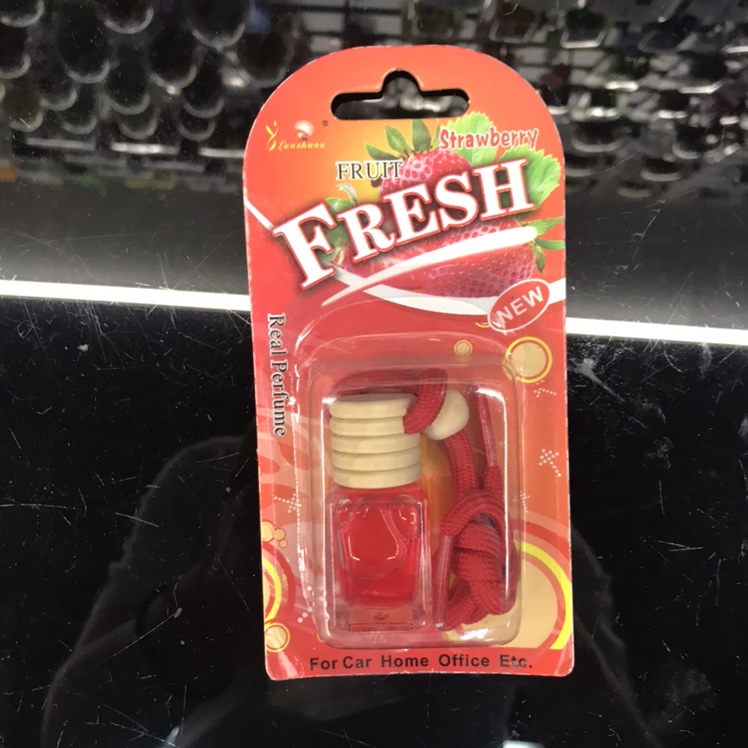 Strawberry
FRUIT
FRESH
NEW
Real Perfume
For Car Home Office Etc.